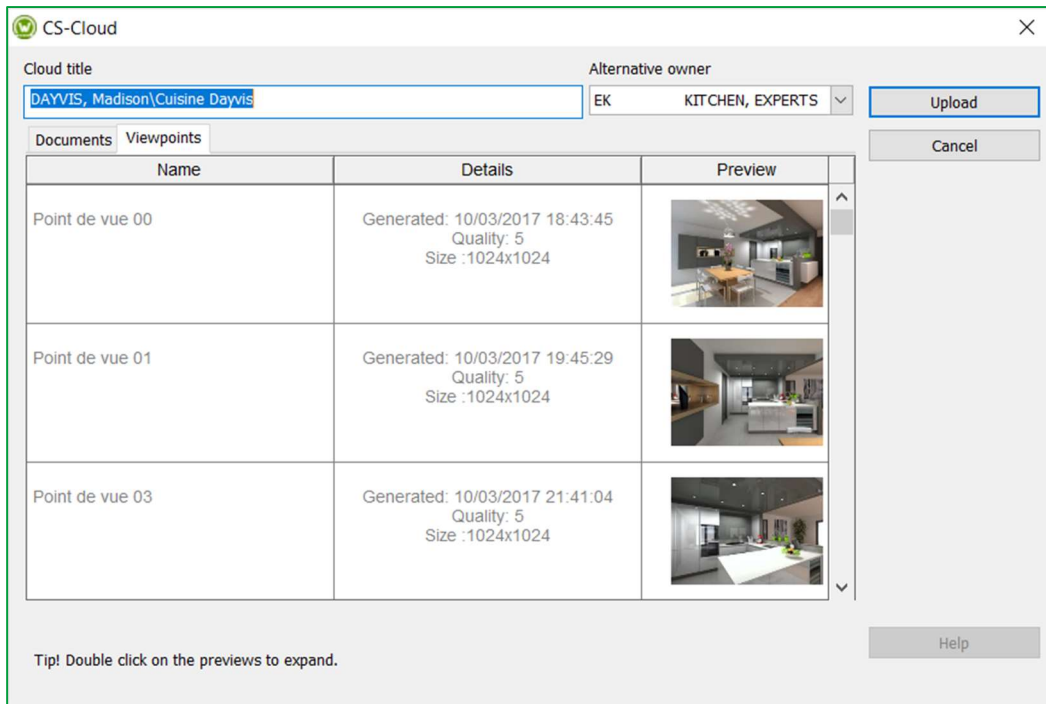 CS-Cloud
Cloud title
Alternative owner
DAYVIS, Madison\Cuisine Dayvis
EK KITCHEN, EXPERTS
Upload
Documents
Viewpoints
Cancel
Name
Details
Preview
Point de vue 00
Generated: 10/03/2017 18:43:45
Quality: 5
Size :1024x1024
Point de vue 01
Generated: 10/03/2017 19:45:29
Quality: 5
Size :1024x1024
Point de vue 03
Generated: 10/03/2017 21:41:04
Quality: 5
Size :1024x1024
Help
Tip! Double click on the previews to expand.